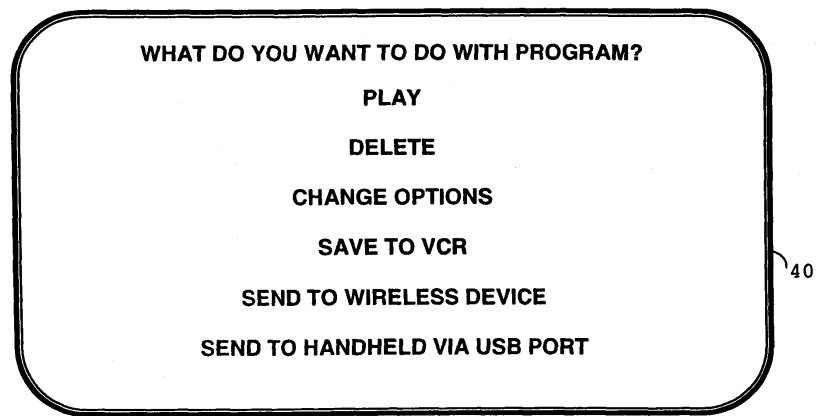 WHAT DO YOU WANT TO DO WITH PROGRAM?
PLAY
DELETE
CHANGE OPTIONS
SAVE TO VCR
SEND TO WIRELESS DEVICE
40
SEND TO HANDHELD VIA USB PORT